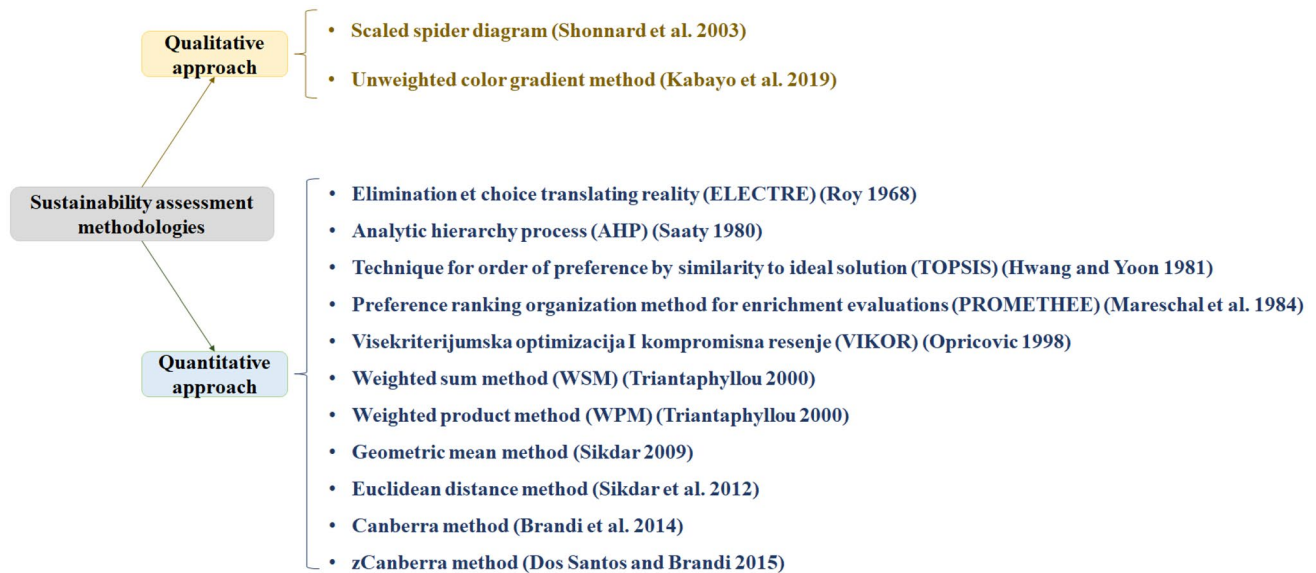 Qualitative
approach
• Scaled spider diagram (Shonnard et al. 2003)
• Unweighted color gradient method (Kabayo et al. 2019)
Sustainability assessment
methodologies
Quantitative
approach
• Elimination et choice translating reality (ELECTRE) (Roy 1968)
• Analytic hierarchy process (AHP) (Saaty 1980)
• Technique for order of preference by similarity to ideal solution (TOPSIS) (Hwang and Yoon 1981)
• Preference ranking organization method for enrichment evaluations (PROMETHEE) (Mareschal et al. 1984)
• Visekriterijumska optimizacija I kompromisna resenje (VIKOR) (Opricovic 1998)
• Weighted sum method (WSM) (Triantaphyllou 2000)
• Weighted product method (WPM) (Triantaphyllou 2000)
• Geometric mean method (Sikdar 2009)
• Euclidean distance method (Sikdar et al. 2012)
• Canberra method (Brandi et al. 2014)
• zCanberra method (Dos Santos and Brandi 2015)